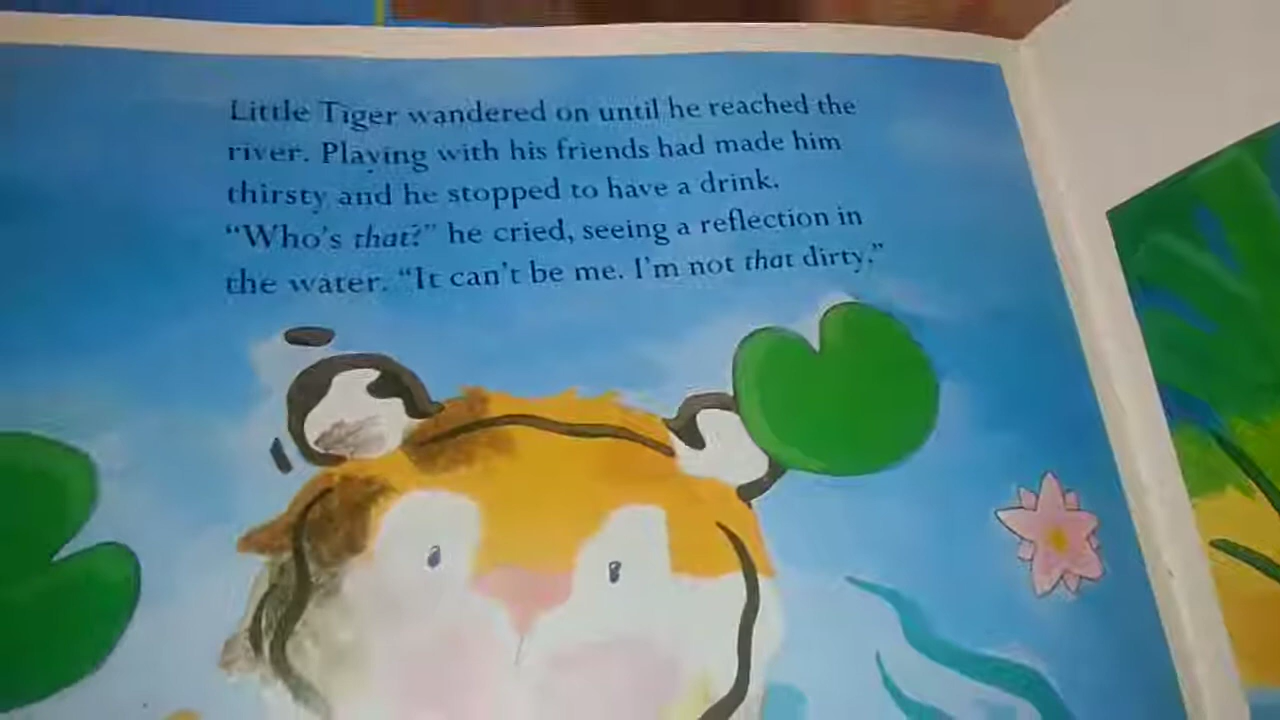 Little Tiger wandered on until he reached the
river. Playing with his friends had made him
thirsty and he stopped to have a drink.
“Who’s that?” he cried, seeing a reflection in
the water. “It can’t be me. I’m not that dirty.”